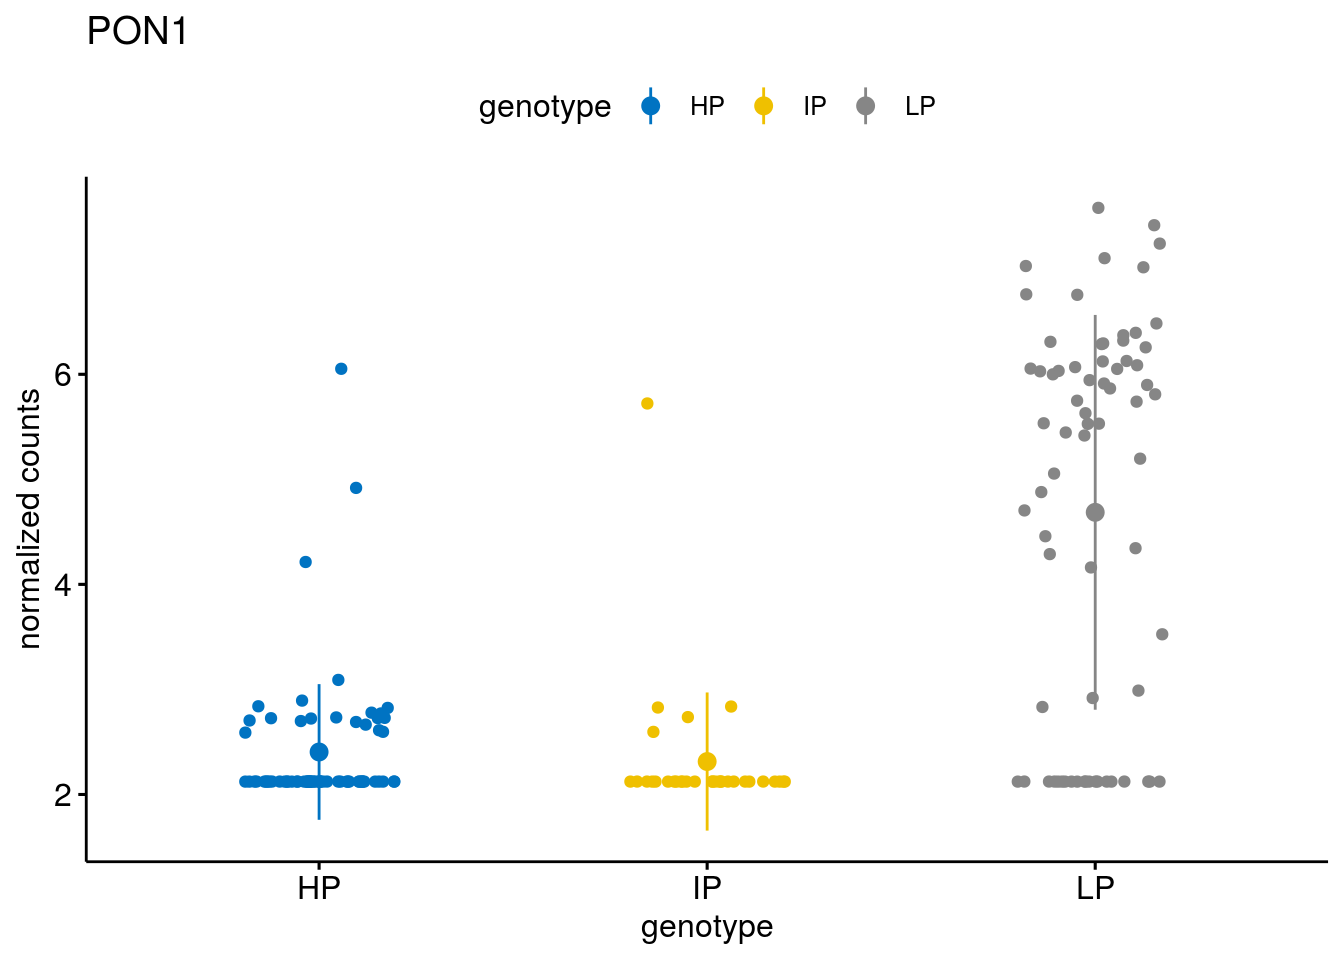 PON1
genotype HP IP LP
normalized counts
6
4
2
HP IP LP
genotype